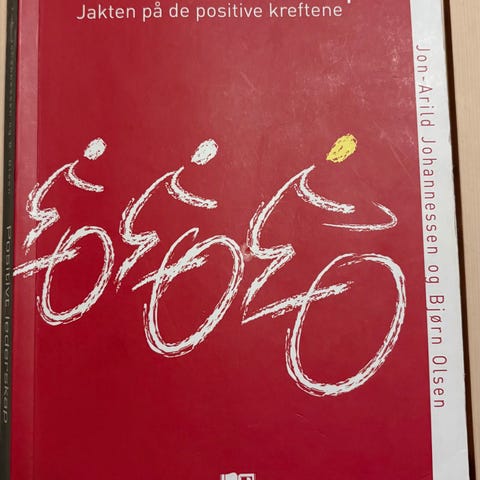 Jakten på de positive kreftene
Jon-Arild Johannessen og Bjørn Olsen
positivt lederskap